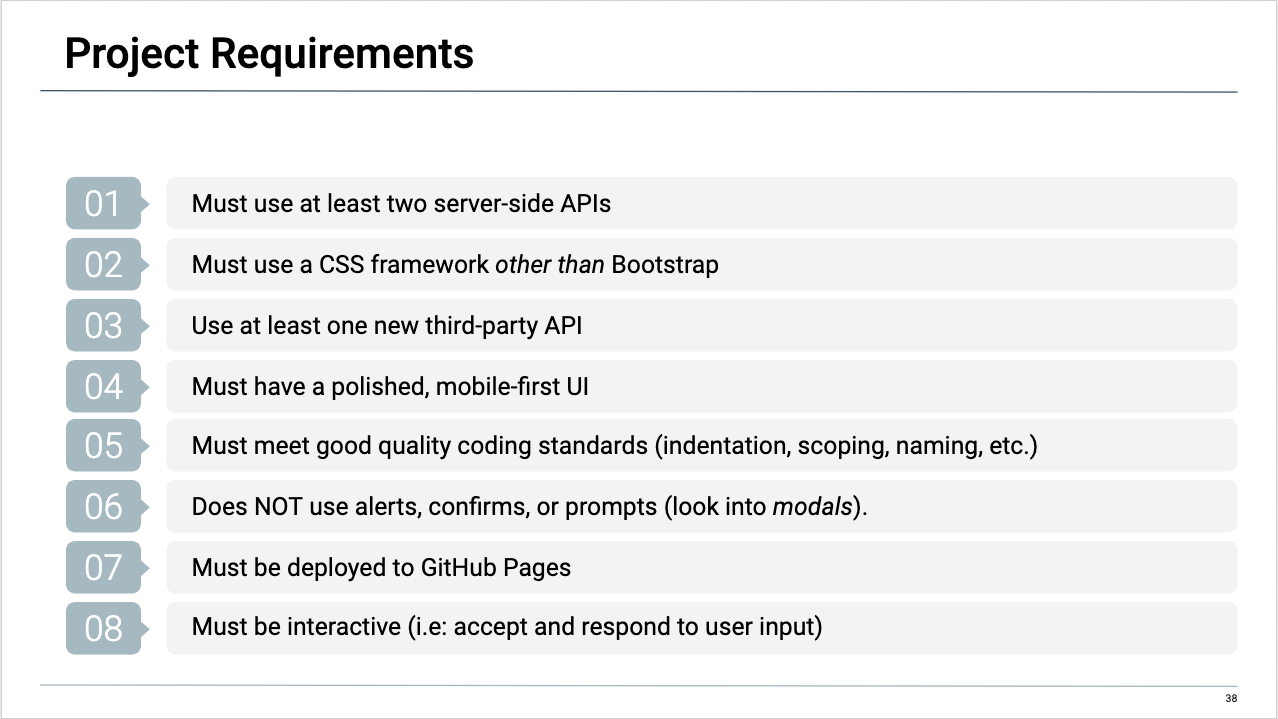 Project Requirements
01 Must use at least two server-side APIs
02 Must use a CSS framework other than Bootstrap
03 Use at least one new third-party API
04 Must have a polished, mobile-first UI
05 Must meet good quality coding standards (indentation, scoping, naming, etc.)
06 Does NOT use alerts, confirms, or prompts (look into modals).
07 Must be deployed to GitHub Pages
08 Must be interactive (i.e: accept and respond to user input)
38